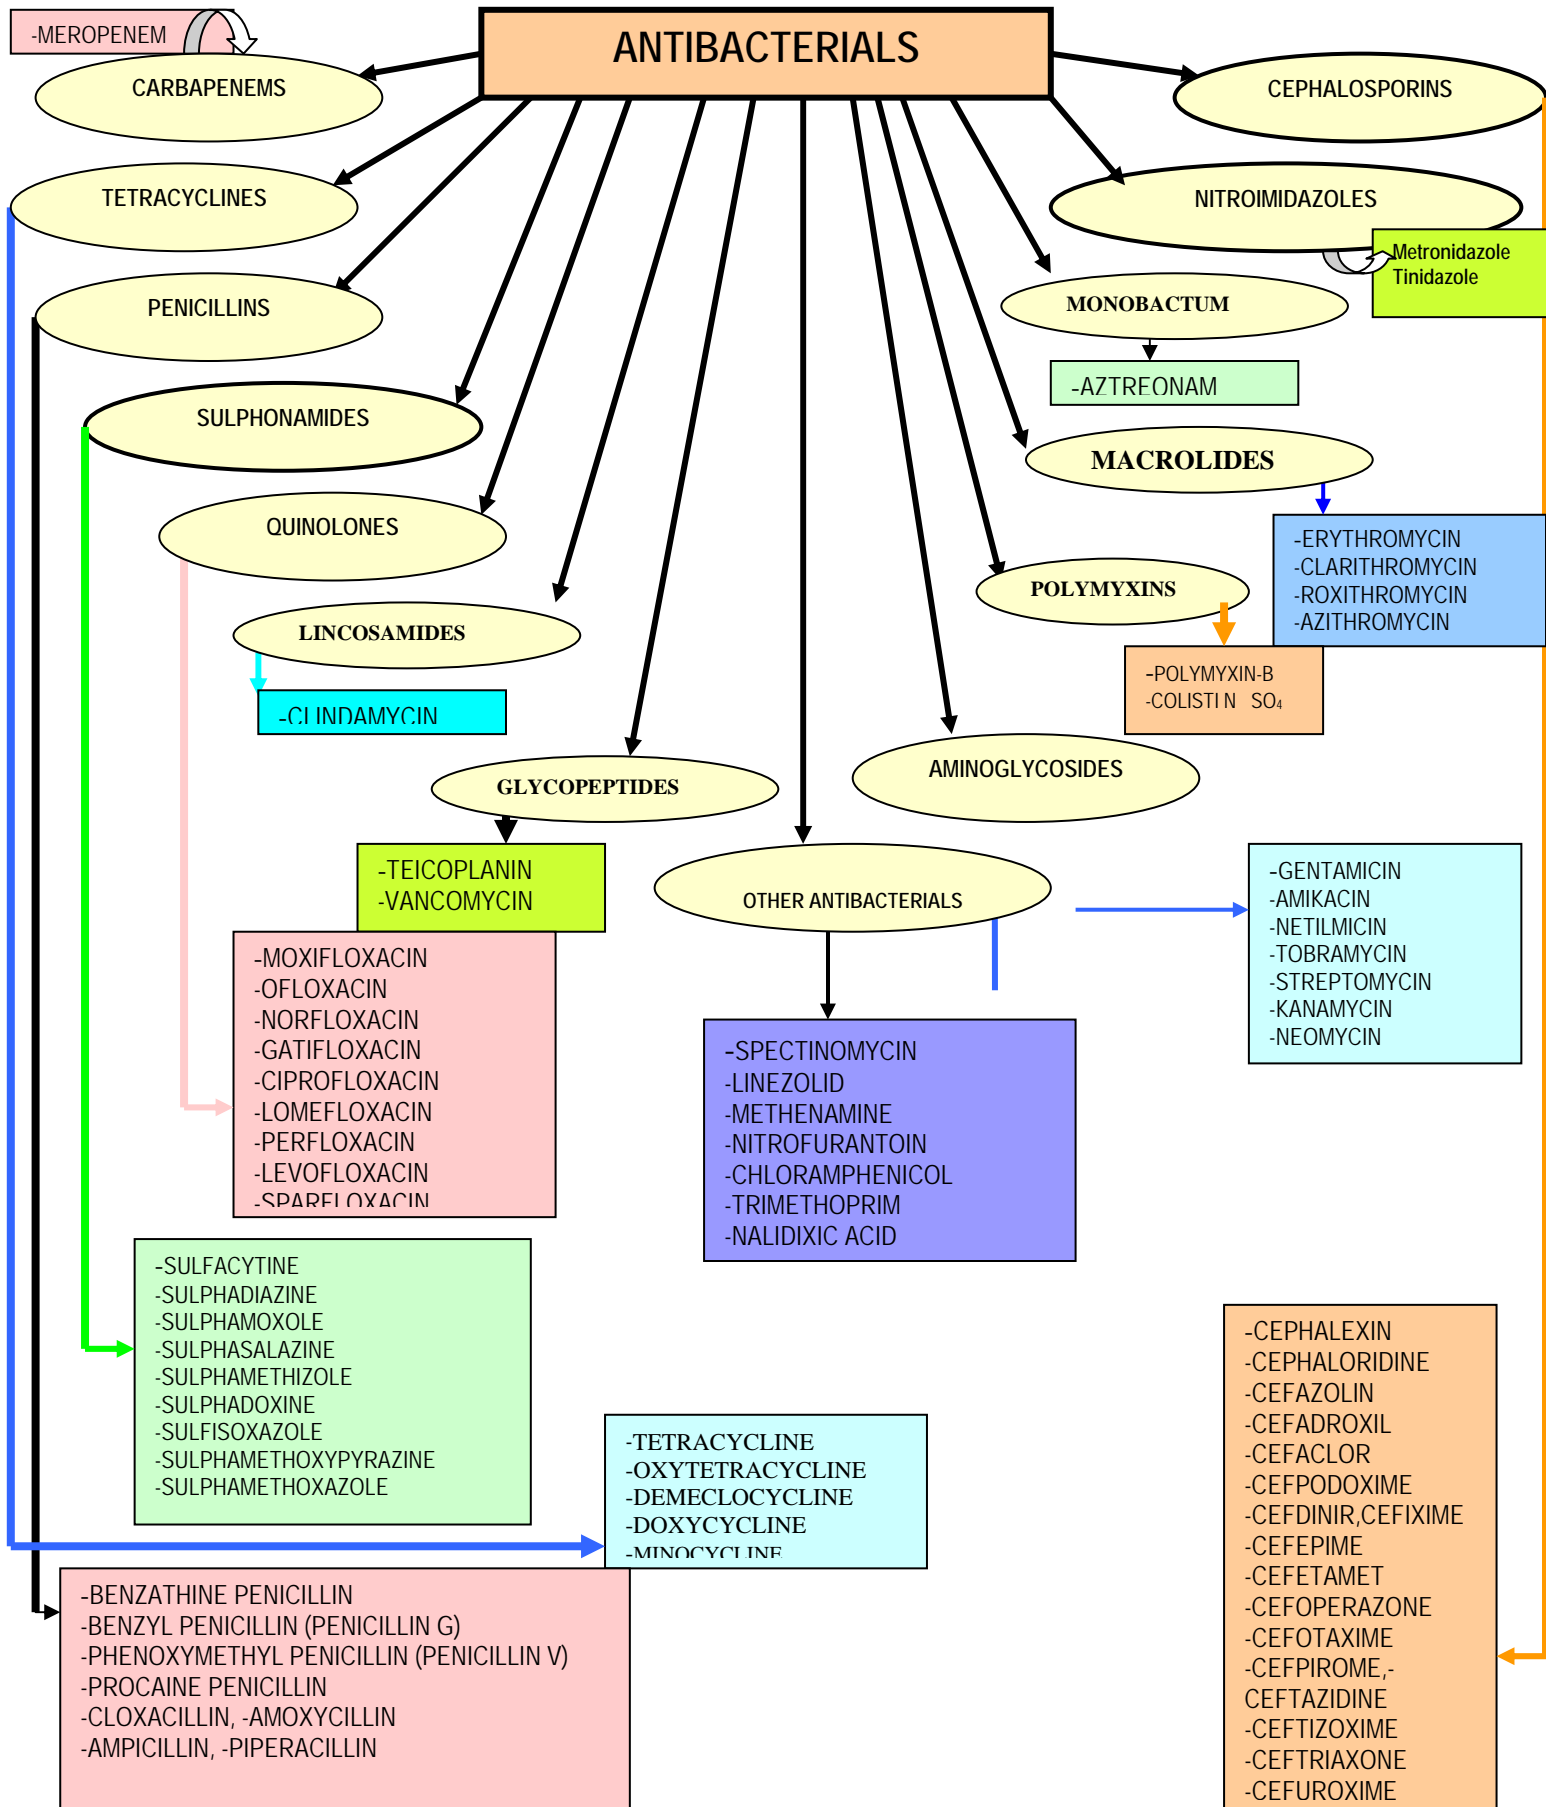 ANTIBACTERIALS
-MEROPENEM
CARBAPENEMS
CEPHALOSPORINS
TETRACYCLINES
NITROIMIDAZOLES
Metronidazole
Tinidazole
PENICILLINS
MONOBACTUM
-AZTREONAM
SULPHONAMIDES
MACROLIDES
-ERYTHROMYCIN
-CLARITHROMYCIN
-ROXITHROMYCIN
-AZITHROMYCIN
QUINOLONES
POLYMYXINS
-POLYMYXIN-B
-COLISTIN SO₄
LINCOSAMIDES
-CLINDAMYCIN
GLYCOPEPTIDES
-TEICOPLANIN
-VANCOMYCIN
AMINOGLYCOSIDES
OTHER ANTIBACTERIALS
-GENTAMICIN
-AMIKACIN
-NETILMICIN
-TOBRAMYCIN
-STREPTOMYCIN
-KANAMYCIN
-NEOMYCIN
-MOXIFLOXACIN
-OFLOXACIN
-NORFLOXACIN
-GATIFLOXACIN
-CIPROFLOXACIN
-LOMEFLOXACIN
-PERFLOXACIN
-LEVOFLOXACIN
-SPARFLOXACIN
-SPECTINOMYCIN
-LINEZOLID
-METHENAMINE
-NITROFURANTOIN
-CHLORAMPHENICOL
-TRIMETHOPRIM
-NALIDIXIC ACID
-SULFACYTINE
-SULPHADIAZINE
-SULPHAMOXOLE
-SULPHASALAZINE
-SULPHAMETHIZOLE
-SULPHADOXINE
-SULFISOXAZOLE
-SULPHAMETHOXYPYRAZINE
-SULPHAMETHOXAZOLE
-TETRACYCLINE
-OXYTETRACYCLINE
-DEMECLOCYCLINE
-DOXYCYCLINE
-MINOCYCLINE
-CEPHALEXIN
-CEPHALORIDINE
-CEFAZOLIN
-CEFADROXIL
-CEFACLOR
-CEFPODOXIME
-CEFDINIR,CEFIXIME
-CEFEPIME
-CEFETAMET
-CEFOPERAZONE
-CEFOTAXIME
-CEFPIROME,-
CEFTAZIDINE
-CEFTIZOXIME
-CEFTRIAXONE
-CEFUROXIME
-BENZATHINE PENICILLIN
-BENZYL PENICILLIN (PENICILLIN G)
-PHENOXYMETHYL PENICILLIN (PENICILLIN V)
-PROCAINE PENICILLIN
-CLOXACILLIN, -AMOXYCILLIN
-AMPICILLIN, -PIPERACILLIN